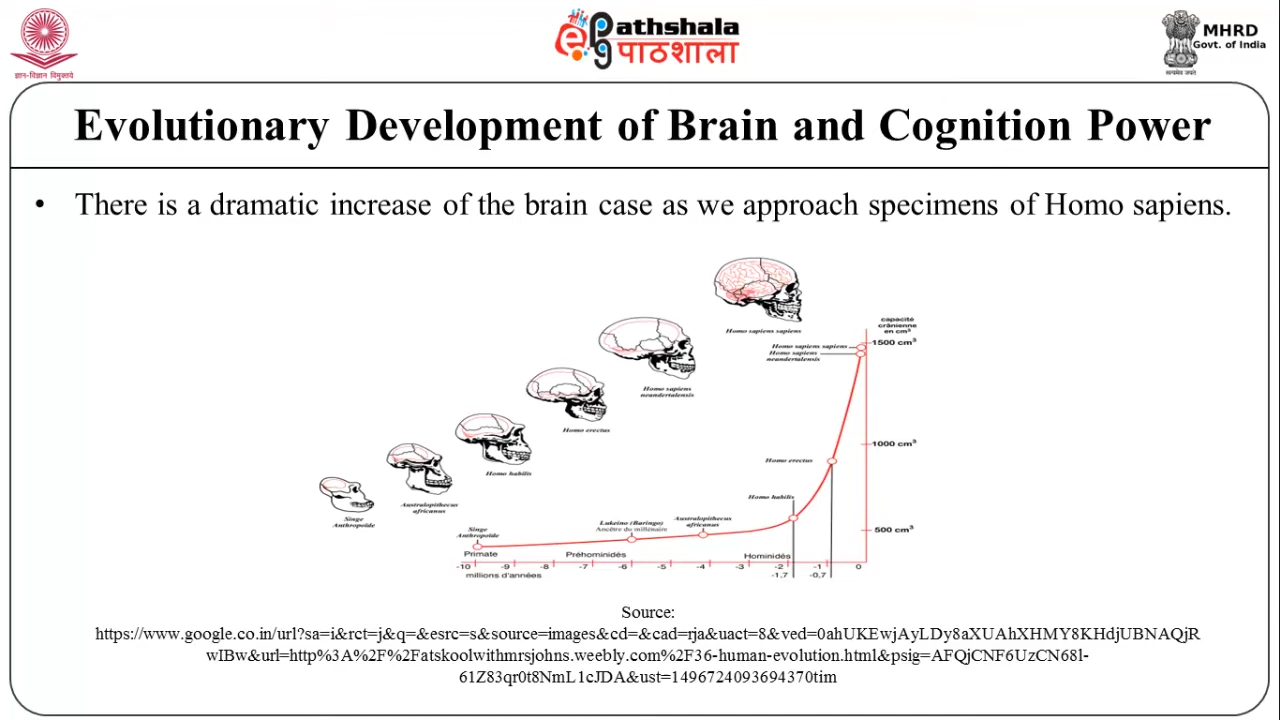 ज्ञान-विज्ञान विमुक्तये
ePathshala
पाठशाला
MHRD
Govt. of India
सत्यमेव जयते
Evolutionary Development of Brain and Cognition Power
• There is a dramatic increase of the brain case as we approach specimens of Homo sapiens.
Homo sapiens sapiens
Homo sapiens
neandertalensis
Homo erectus
Homo habilis
Australopithecus
africanus
Singe
Anthropoïde
capacité
crânienne
en cm³
1500 cm³
1000 cm³
500 cm³
Homo sapiens sapiens
Homo sapiens
neandertalensis
Homo erectus
Homo habilis
Australopithecus
africanus
Lukeino (Baringo)
Ancêtre du millénaire
Singe
Anthropoïde
Primate Préhominidés Hominidés
-10 -9 -8 -7 -6 -5 -4 -3 -2 -1 0
millions d'années -1,7 -0,7
Source:
https://www.google.co.in/url?sa=i&rct=j&q=&esrc=s&source=images&cd=&cad=rja&uact=8&ved=0ahUKEwjAyLDy8aXUAhXHMY8KHdjUBNAQjR
wIBw&url=http%3A%2F%2Fatskoolwithmrsjohns.weebly.com%2F36-human-evolution.html&psig=AFQjCNF6UzCN68l-
61Z83qr0t8NmL1cJDA&ust=1496724093694370tim